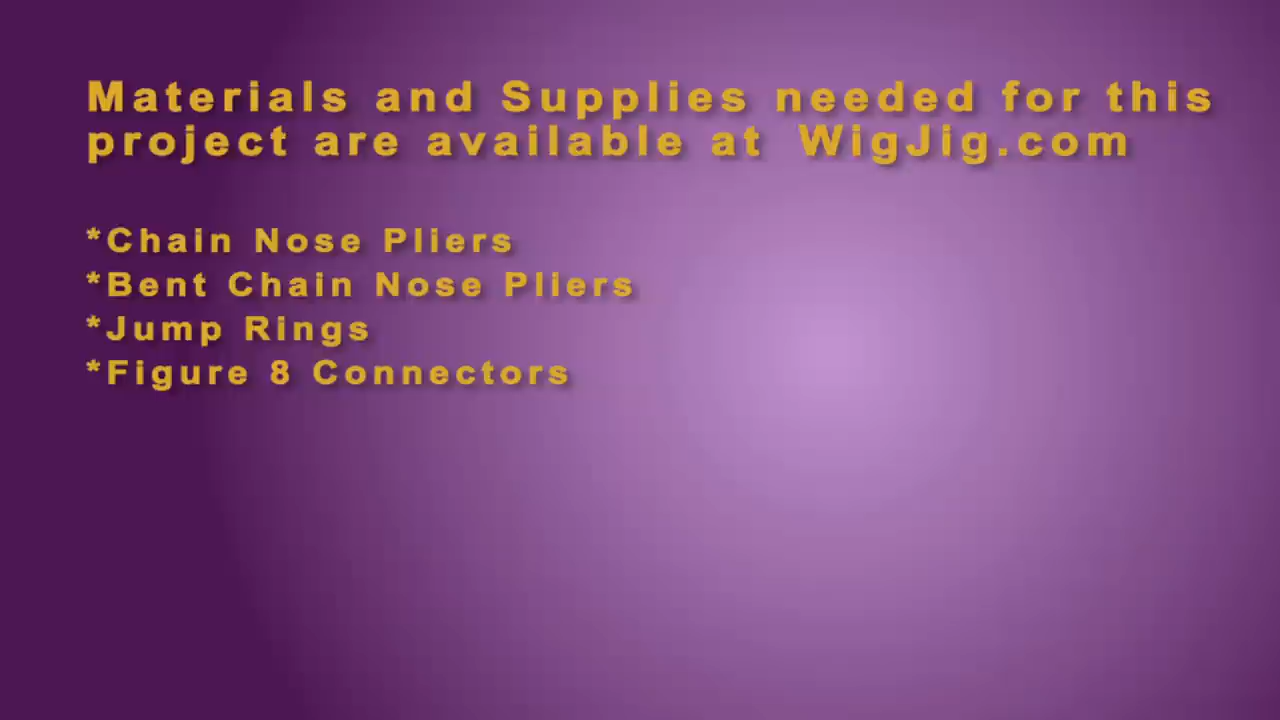 Materials and Supplies needed for this
project are available at WigJig.com
*Chain Nose Pliers
*Bent Chain Nose Pliers
*Jump Rings
*Figure 8 Connectors